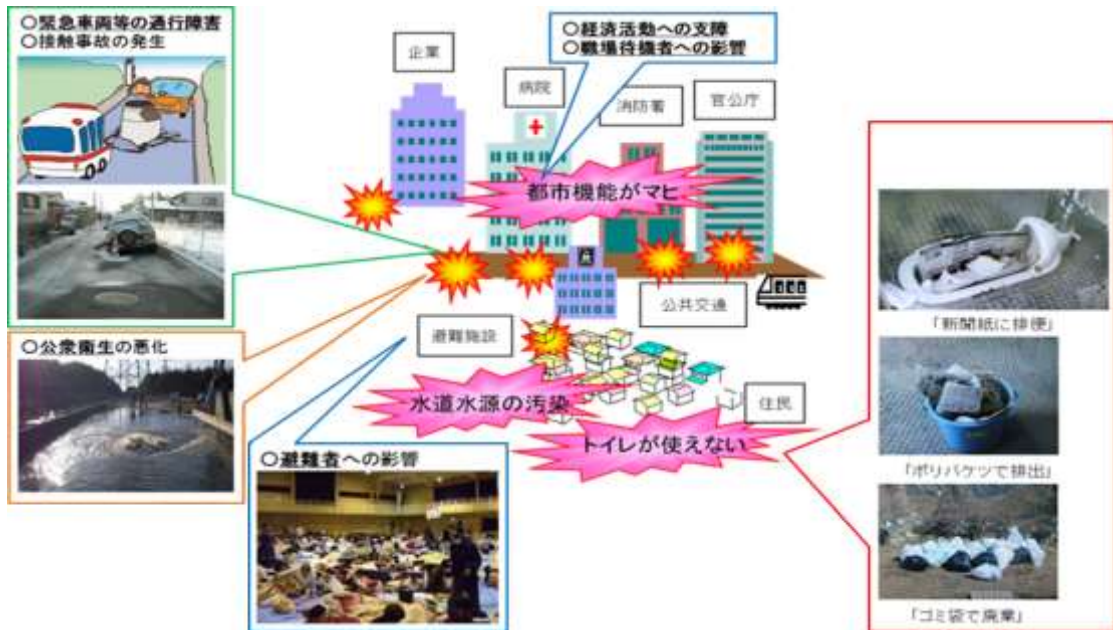 ○緊急車両等の通行障害
○接触事故の発生
○経済活動への支障
○職場待機者への影響
企業
病院
消防署
官公庁
都市機能がマヒ
公共交通
避難施設
○公衆衛生の悪化
水道水源の汚染
住民
トイレが使えない
○避難者への影響
「新聞紙に排便」
「ポリバケツで排出」
「ゴミ袋で廃棄」